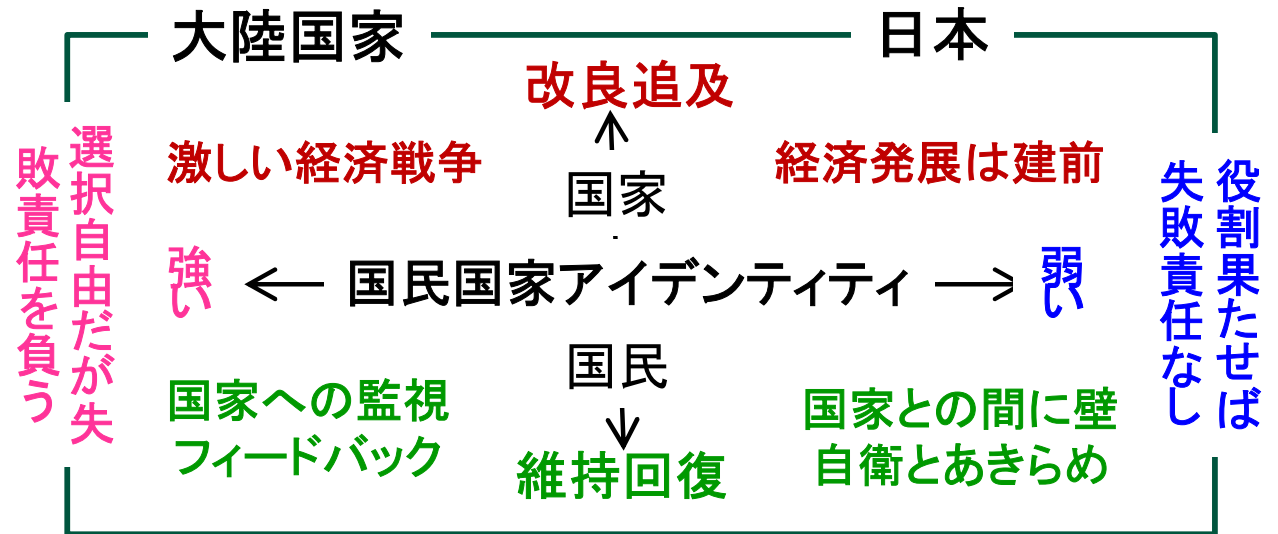 大陸国家
日本
改良追及
激しい経済戦争
経済発展は建前
国家
選択自由だが失
敗責任を負う
強い
国民国家アイデンティティ
弱い
役割果たせば
失敗責任なし
国民
国家への監視
フィードバック
国家との間に壁
自衛とあきらめ
維持回復